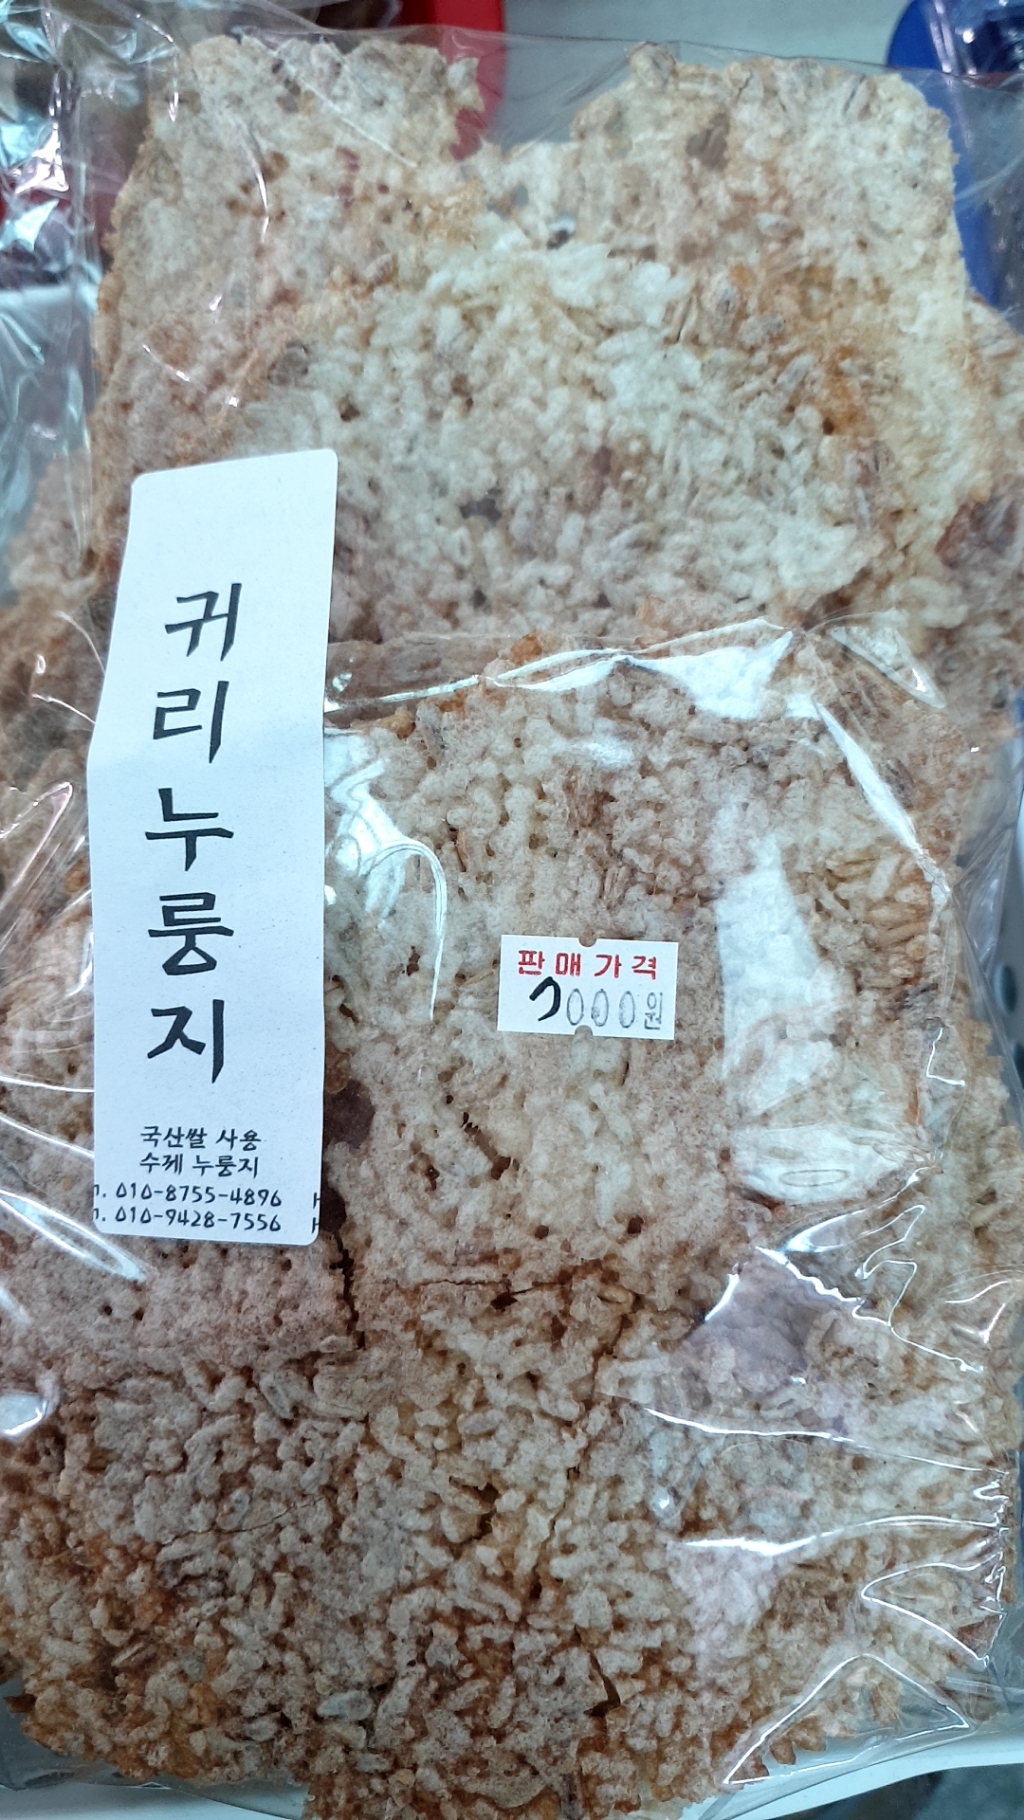 귀리누룽지
국산쌀 사용
수제 누룽지
010-8755-4896
010-9428-7556
판매가격
7000원